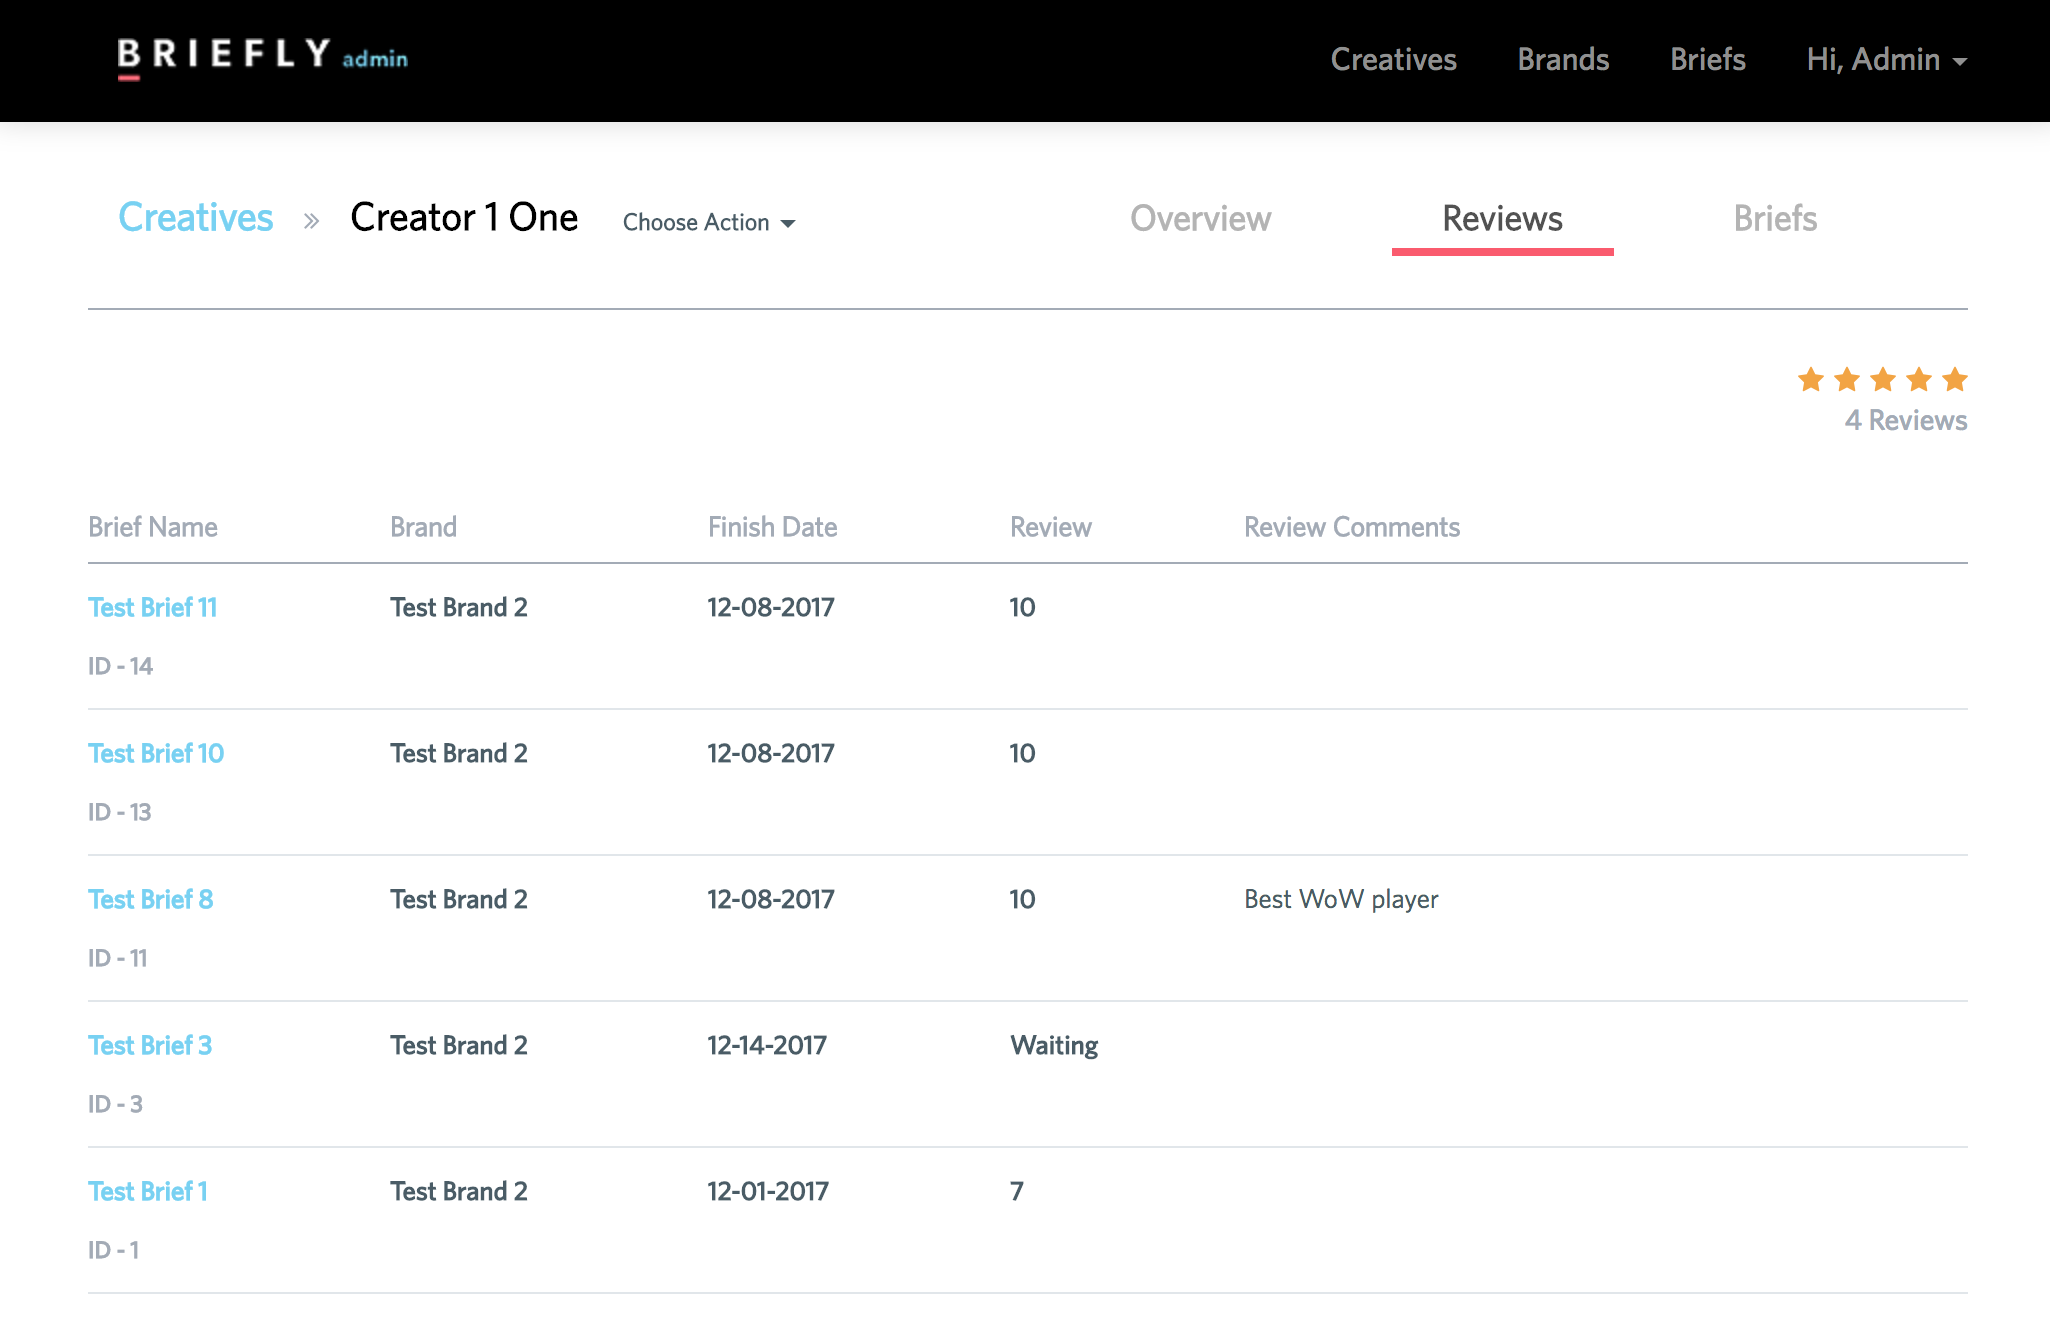 BRIEFLY admin Creatives Brands Briefs Hi, Admin
Creatives » Creator 1 One Choose Action Overview Reviews Briefs
4 Reviews
Brief Name Brand Finish Date Review Review Comments
Test Brief 11 Test Brand 2 12-08-2017 10
ID - 14
Test Brief 10 Test Brand 2 12-08-2017 10
ID - 13
Test Brief 8 Test Brand 2 12-08-2017 10 Best WoW player
ID - 11
Test Brief 3 Test Brand 2 12-14-2017 Waiting
ID - 3
Test Brief 1 Test Brand 2 12-01-2017 7
ID - 1